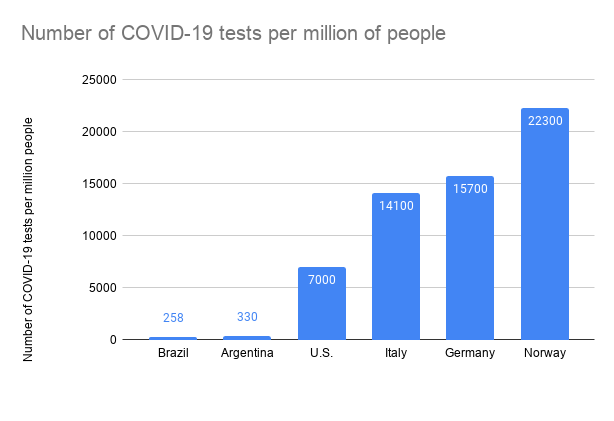 Number of COVID-19 tests per million of people
Number of COVID-19 tests per million people
25000
20000
15000
10000
5000
0
258
330
7000
14100
15700
22300
Brazil
Argentina
U.S.
Italy
Germany
Norway